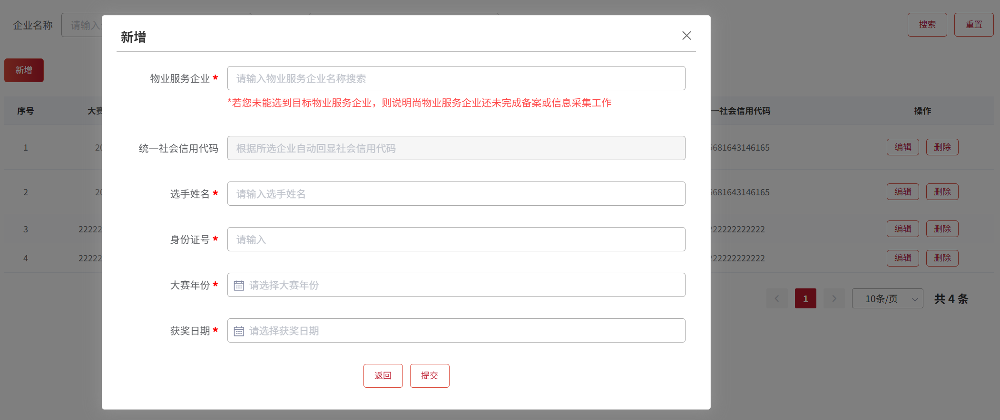 企业名称 请输入
搜索 重置
新增
新增
物业服务企业 * 请输入物业服务企业名称搜索
*若您未能选到目标物业服务企业，则说明尚物业服务企业还未完成备案或信息采集工作
统一社会信用代码 根据所选企业自动回显社会信用代码
选手姓名 * 请输入选手姓名
身份证号 * 请输入
大赛年份 * 请选择大赛年份
获奖日期 * 请选择获奖日期
返回 提交
序号 大赛 一社会信用代码 操作
1 20 6681643146165 编辑 删除
2 20 6681643146165 编辑 删除
3 22222 222222222222 编辑 删除
4 22222 222222222222 编辑 删除
1 10条/页 共 4 条